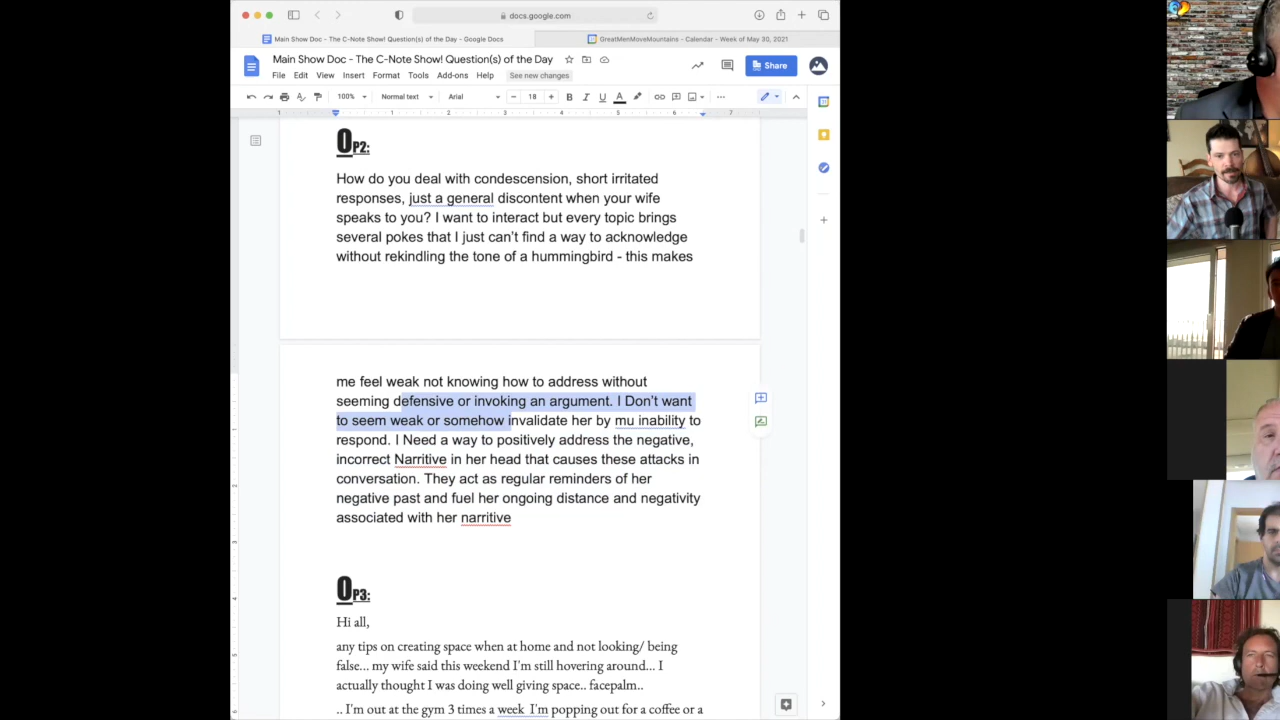 docs.google.com
Main Show Doc - The C-Note Show! Question(s) of the Day - Google Docs
GreatMenMoveMountains - Calendar - Week of May 30, 2021
Main Show Doc - The C-Note Show! Question(s) of the Day
File Edit View Insert Format Tools Add-ons Help See new changes
Share
100% Normal text Arial 18 B I U A
1 1 2 3 4 5 6 7
OP2:
How do you deal with condescension, short irritated
responses, just a general discontent when your wife
speaks to you? I want to interact but every topic brings
several pokes that I just can't find a way to acknowledge
without rekindling the tone of a hummingbird - this makes
me feel weak not knowing how to address without
seeming defensive or invoking an argument. I Don't want
to seem weak or somehow invalidate her by mu inability to
respond. I Need a way to positively address the negative,
incorrect Narritive in her head that causes these attacks in
conversation. They act as regular reminders of her
negative past and fuel her ongoing distance and negativity
associated with her narritive
OP3:
Hi all,
any tips on creating space when at home and not looking/ being
false... my wife said this weekend I'm still hovering around... I
actually thought I was doing well giving space.. facepalm..
.. I'm out at the gym 3 times a week I'm popping out for a coffee or a